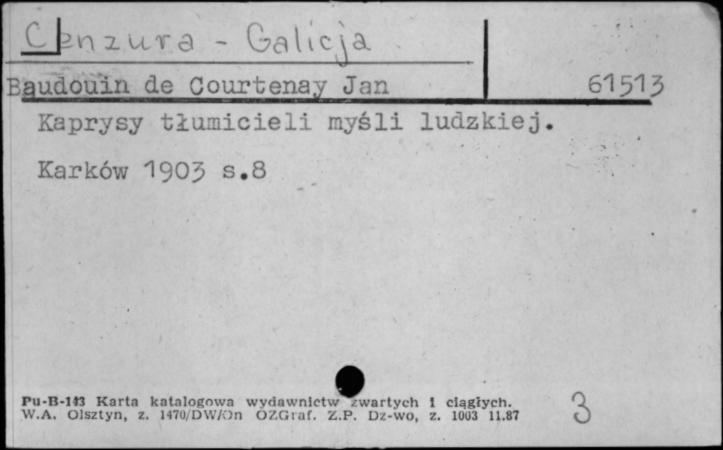 Cenzura - Galicja
Baudouin de Courtenay Jan 61513
Kaprysy tłumicieli myśli ludzkiej.
Karków 1903 s.8
Pu-B-143 Karta katalogowa wydawnictw zwartych i ciągłych.
W.A. Olsztyn, z. 1470/DW/On OZGraf. Z.P. Dz-wo, z. 1003 11.87
3